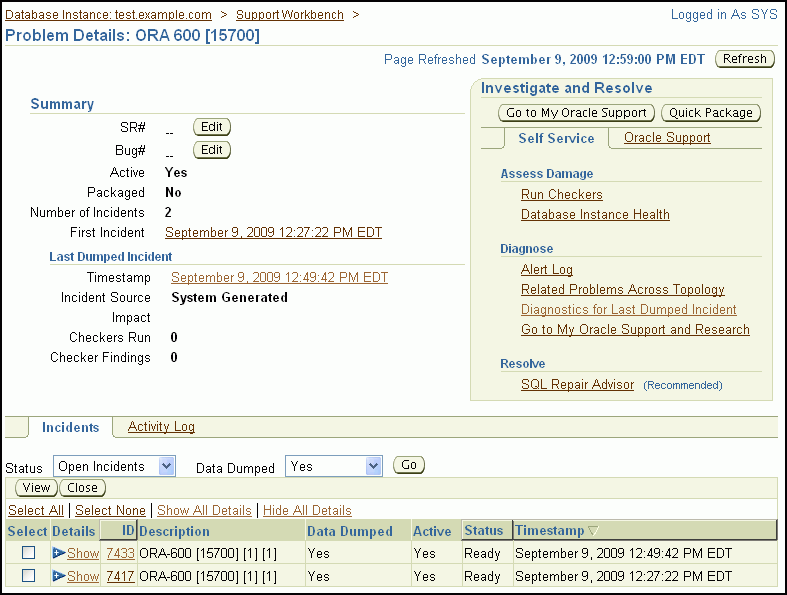 Database Instance: test.example.com > Support Workbench >
Logged in As SYS
Problem Details: ORA 600 [15700]
Page Refreshed September 9, 2009 12:59:00 PM EDT Refresh
Summary
SR# -- Edit
Bug# -- Edit
Active Yes
Packaged No
Number of Incidents 2
First Incident September 9, 2009 12:27:22 PM EDT
Last Dumped Incident
Timestamp September 9, 2009 12:49:42 PM EDT
Incident Source System Generated
Impact
Checkers Run 0
Checker Findings 0
Investigate and Resolve
Go to My Oracle Support Quick Package
Self Service Oracle Support
Assess Damage
Run Checkers
Database Instance Health
Diagnose
Alert Log
Related Problems Across Topology
Diagnostics for Last Dumped Incident
Go to My Oracle Support and Research
Resolve
SQL Repair Advisor (Recommended)
Incidents Activity Log
Status Open Incidents Data Dumped Yes Go
View Close
Select All | Select None | Show All Details | Hide All Details
Select Details ID Description Data Dumped Active Status Timestamp
Show 7433 ORA-600 [15700] [1] [1] Yes Yes Ready September 9, 2009 12:49:42 PM EDT
Show 7417 ORA-600 [15700] [1] [1] Yes Yes Ready September 9, 2009 12:27:22 PM EDT